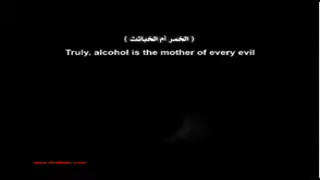 ( الخمر أم الخبائث )
Truly, alcohol is the mother of every evil